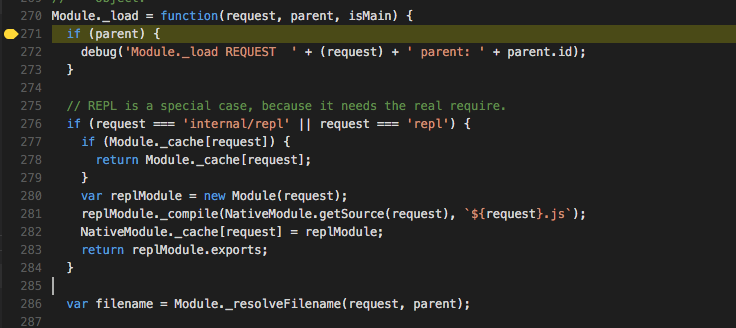 270 Module._load = function(request, parent, isMain) {
271   if (parent) {
272     debug('Module._load REQUEST  ' + (request) + ' parent: ' + parent.id);
273   }
274
275   // REPL is a special case, because it needs the real require.
276   if (request === 'internal/repl' || request === 'repl') {
277     if (Module._cache[request]) {
278       return Module._cache[request];
279     }
280     var replModule = new Module(request);
281     replModule._compile(NativeModule.getSource(request), `${request}.js`);
282     NativeModule._cache[request] = replModule;
283     return replModule.exports;
284   }
285
286   var filename = Module._resolveFilename(request, parent);
287